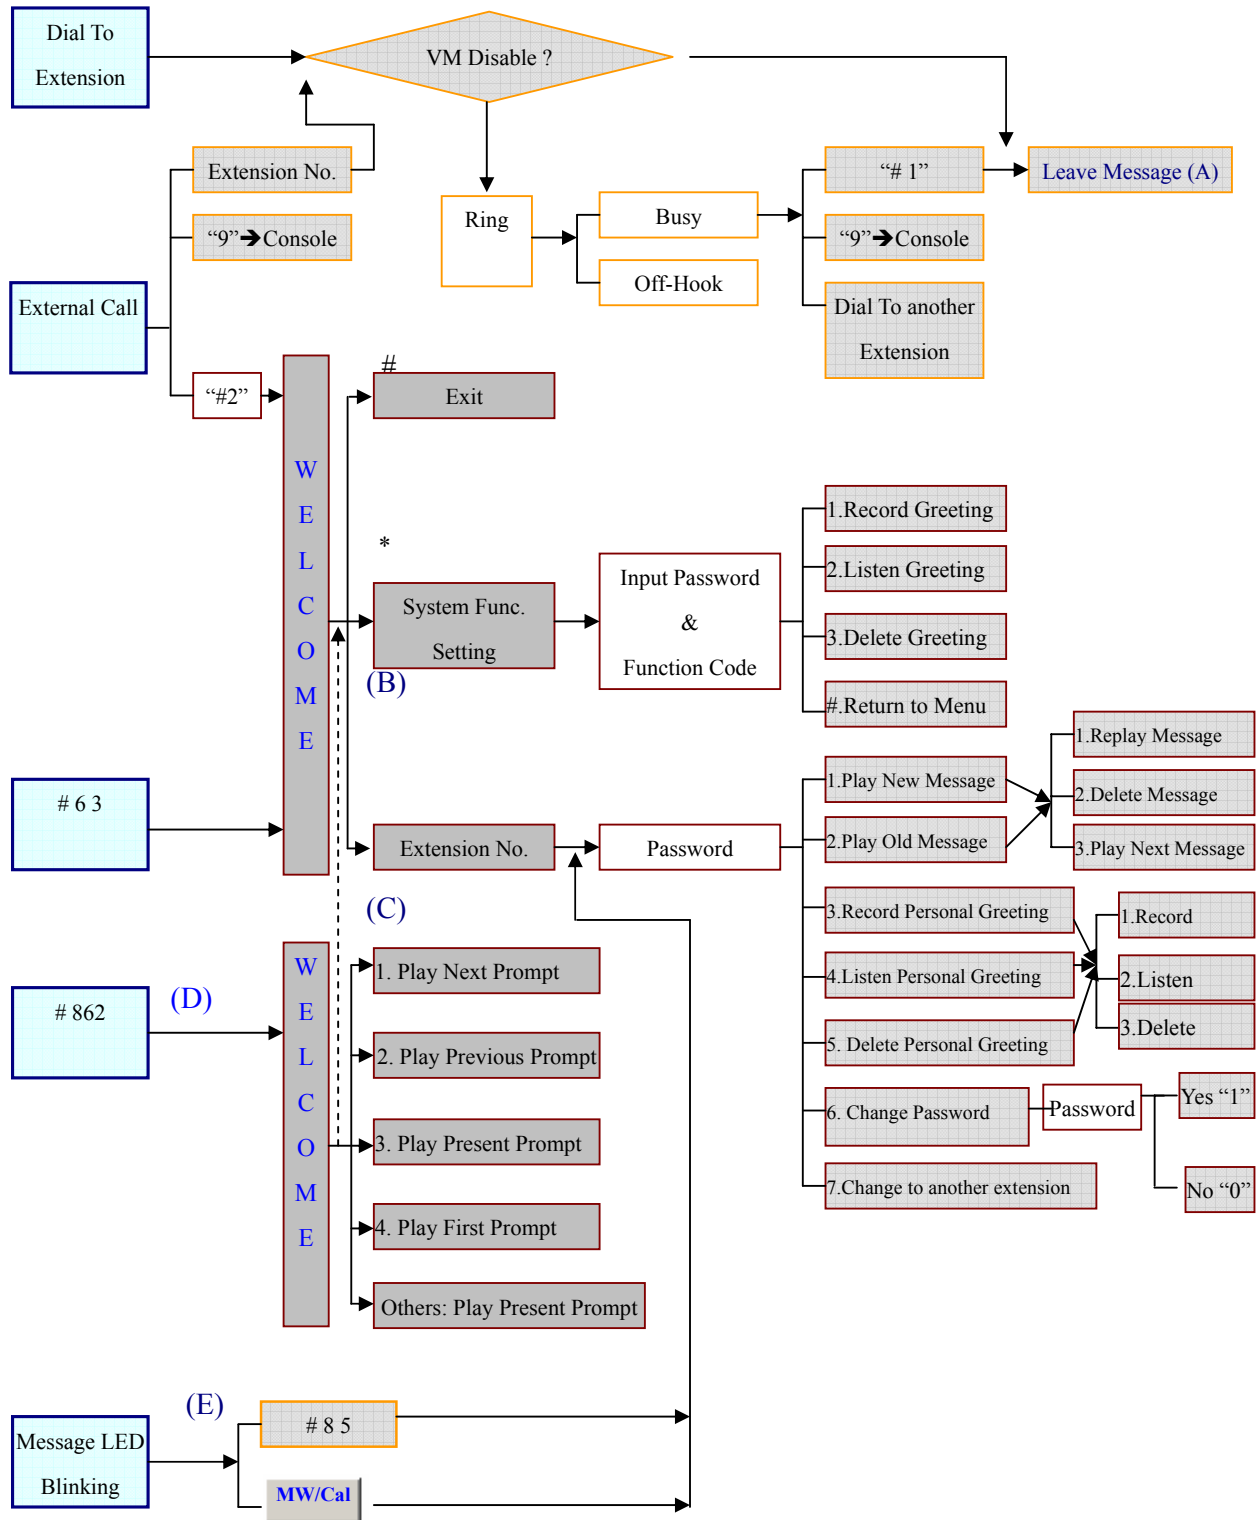 Dial To
Extension
VM Disable ?
Extension No.
"9"➔Console
External Call
"#2"
Ring
Busy
Off-Hook
"# 1"
"9"➔Console
Dial To another
Extension
Leave Message (A)
W
E
L
C
O
M
E
#
Exit
*
System Func.
Setting
(B)
Input Password
&
Function Code
1.Record Greeting
2.Listen Greeting
3.Delete Greeting
#.Return to Menu
# 6 3
Extension No.
(C)
Password
1.Play New Message
2.Play Old Message
3.Record Personal Greeting
4.Listen Personal Greeting
5. Delete Personal Greeting
6. Change Password
7.Change to another extension
1.Replay Message
2.Delete Message
3.Play Next Message
1.Record
2.Listen
3.Delete
Password
Yes "1"
No "0"
# 862
(D)
W
E
L
C
O
M
E
1. Play Next Prompt
2. Play Previous Prompt
3. Play Present Prompt
4. Play First Prompt
Others: Play Present Prompt
Message LED
Blinking
(E)
# 8 5
MW/Cal